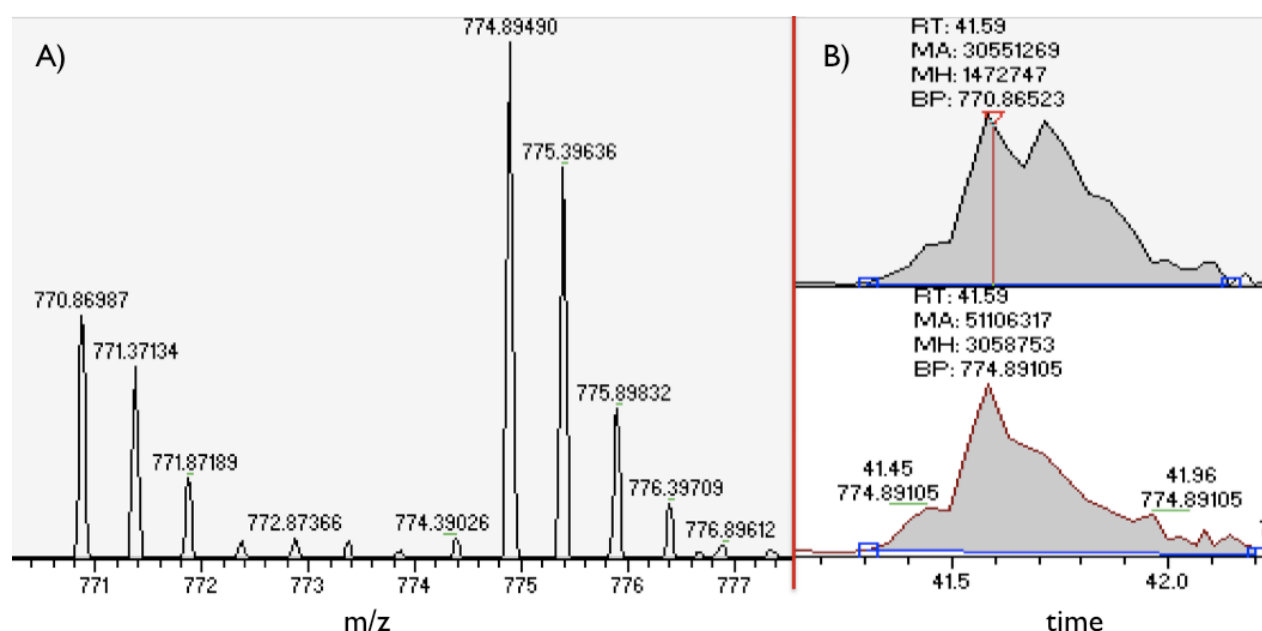 A)
774.89490
775.39636
770.86987
771.37134
775.89832
771.87189
776.39709
772.87366
774.39026
776.89612
771
772
773
774
775
776
777
m/z
B)
RT: 41.59
MA: 30551269
MH: 1472747
BP: 770.86523
RT: 41.59
MA: 51106317
MH: 3058753
BP: 774.89105
41.45
774.89105
41.96
774.89105
41.5
42.0
time